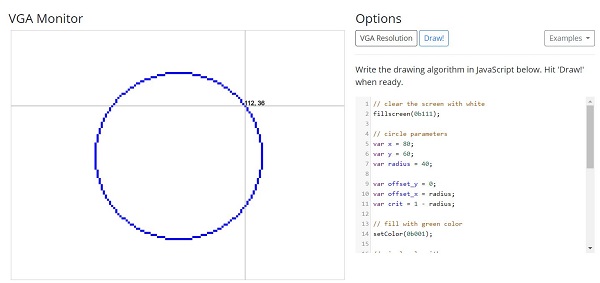 VGA Monitor
112, 36
Options
VGA Resolution Draw! Examples
Write the drawing algorithm in JavaScript below. Hit 'Draw!'
when ready.
1 // clear the screen with white
2 fillscreen(0b111);
3
4 // circle parameters
5 var x = 80;
6 var y = 60;
7 var radius = 40;
8
9 var offset_y = 0;
10 var offset_x = radius;
11 var crit = 1 - radius;
12
13 // fill with green color
14 setColor(0b001);
15